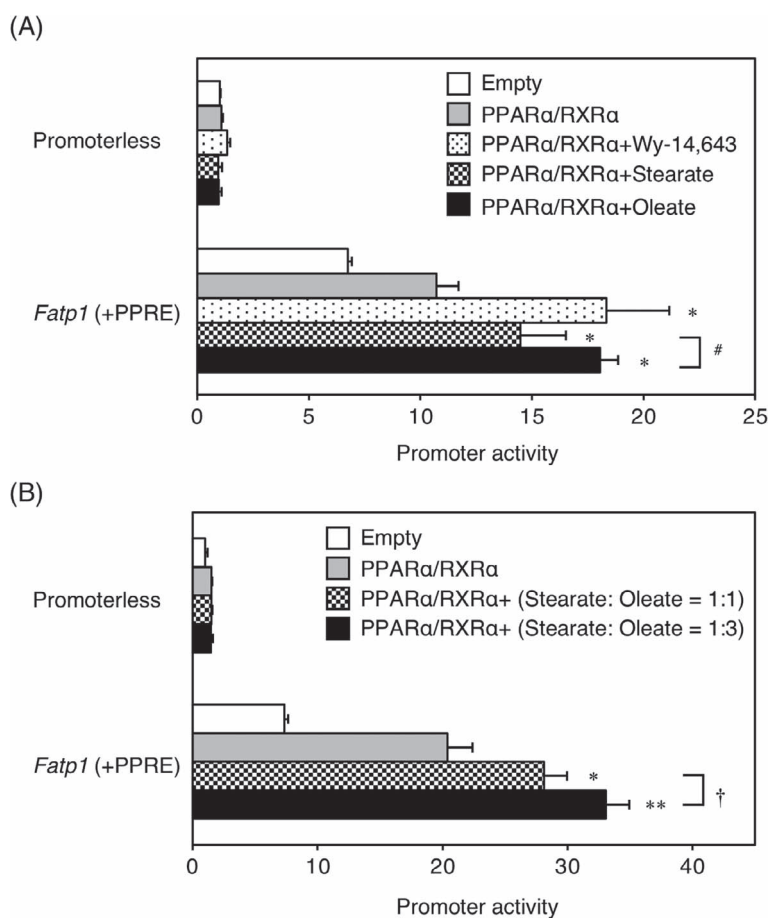 (A)
Promoterless
Empty
PPARα/RXRα
PPARα/RXRα+Wy-14,643
PPARα/RXRα+Stearate
PPARα/RXRα+Oleate
Fatp1 (+PPRE)
*
*
*
#
0 5 10 15 20 25
Promoter activity
(B)
Promoterless
Empty
PPARα/RXRα
PPARα/RXRα+ (Stearate: Oleate = 1:1)
PPARα/RXRα+ (Stearate: Oleate = 1:3)
Fatp1 (+PPRE)
*
**
†
0 10 20 30 40
Promoter activity